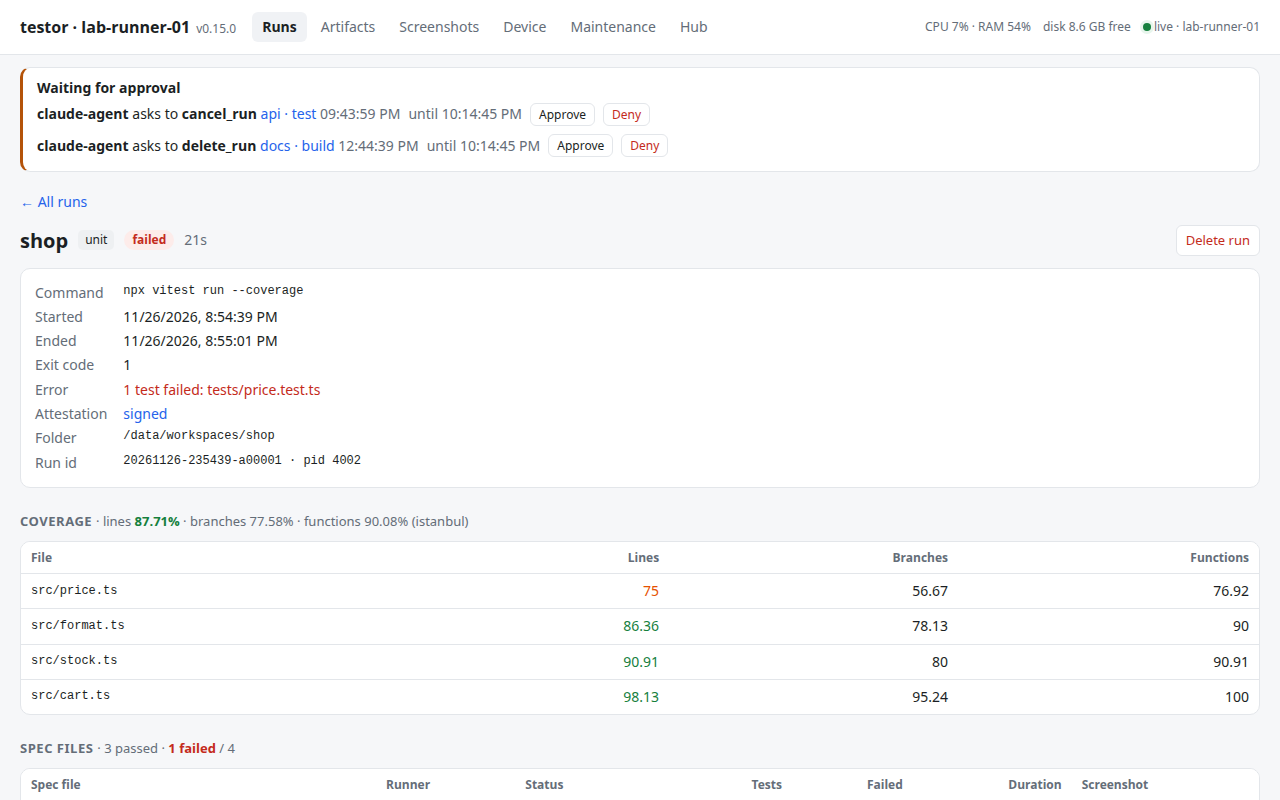 testor · lab-runner-01 v0.15.0 Runs Artifacts Screenshots Device Maintenance Hub CPU 7% · RAM 54% disk 8.6 GB free live · lab-runner-01
Waiting for approval
claude-agent asks to cancel_run api · test 09:43:59 PM until 10:14:45 PM Approve Deny
claude-agent asks to delete_run docs · build 12:44:39 PM until 10:14:45 PM Approve Deny
← All runs
shop unit failed 21s Delete run
Command npx vitest run --coverage
Started 11/26/2026, 8:54:39 PM
Ended 11/26/2026, 8:55:01 PM
Exit code 1
Error 1 test failed: tests/price.test.ts
Attestation signed
Folder /data/workspaces/shop
Run id 20261126-235439-a00001 · pid 4002
COVERAGE · lines 87.71% · branches 77.58% · functions 90.08% (istanbul)
File Lines Branches Functions
src/price.ts 75 56.67 76.92
src/format.ts 86.36 78.13 90
src/stock.ts 90.91 80 90.91
src/cart.ts 98.13 95.24 100
SPEC FILES · 3 passed · 1 failed / 4
Spec file Runner Status Tests Failed Duration Screenshot